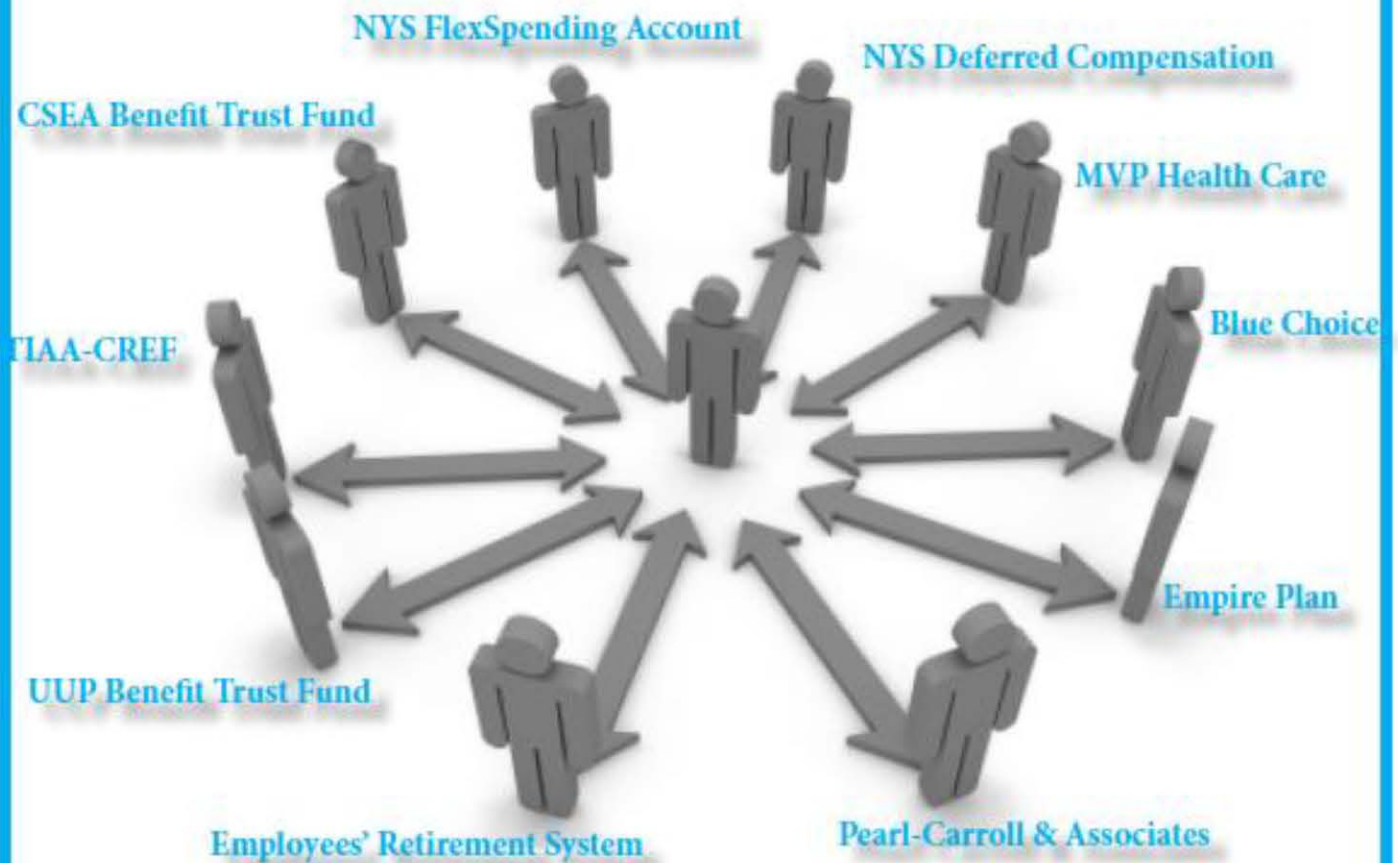 NYS FlexSpending Account
NYS Deferred Compensation
CSEA Benefit Trust Fund
MVP Health Care
Blue Choice
TIAA-CREF
Empire Plan
UUP Benefit Trust Fund
Employees' Retirement System
Pearl-Carroll & Associates